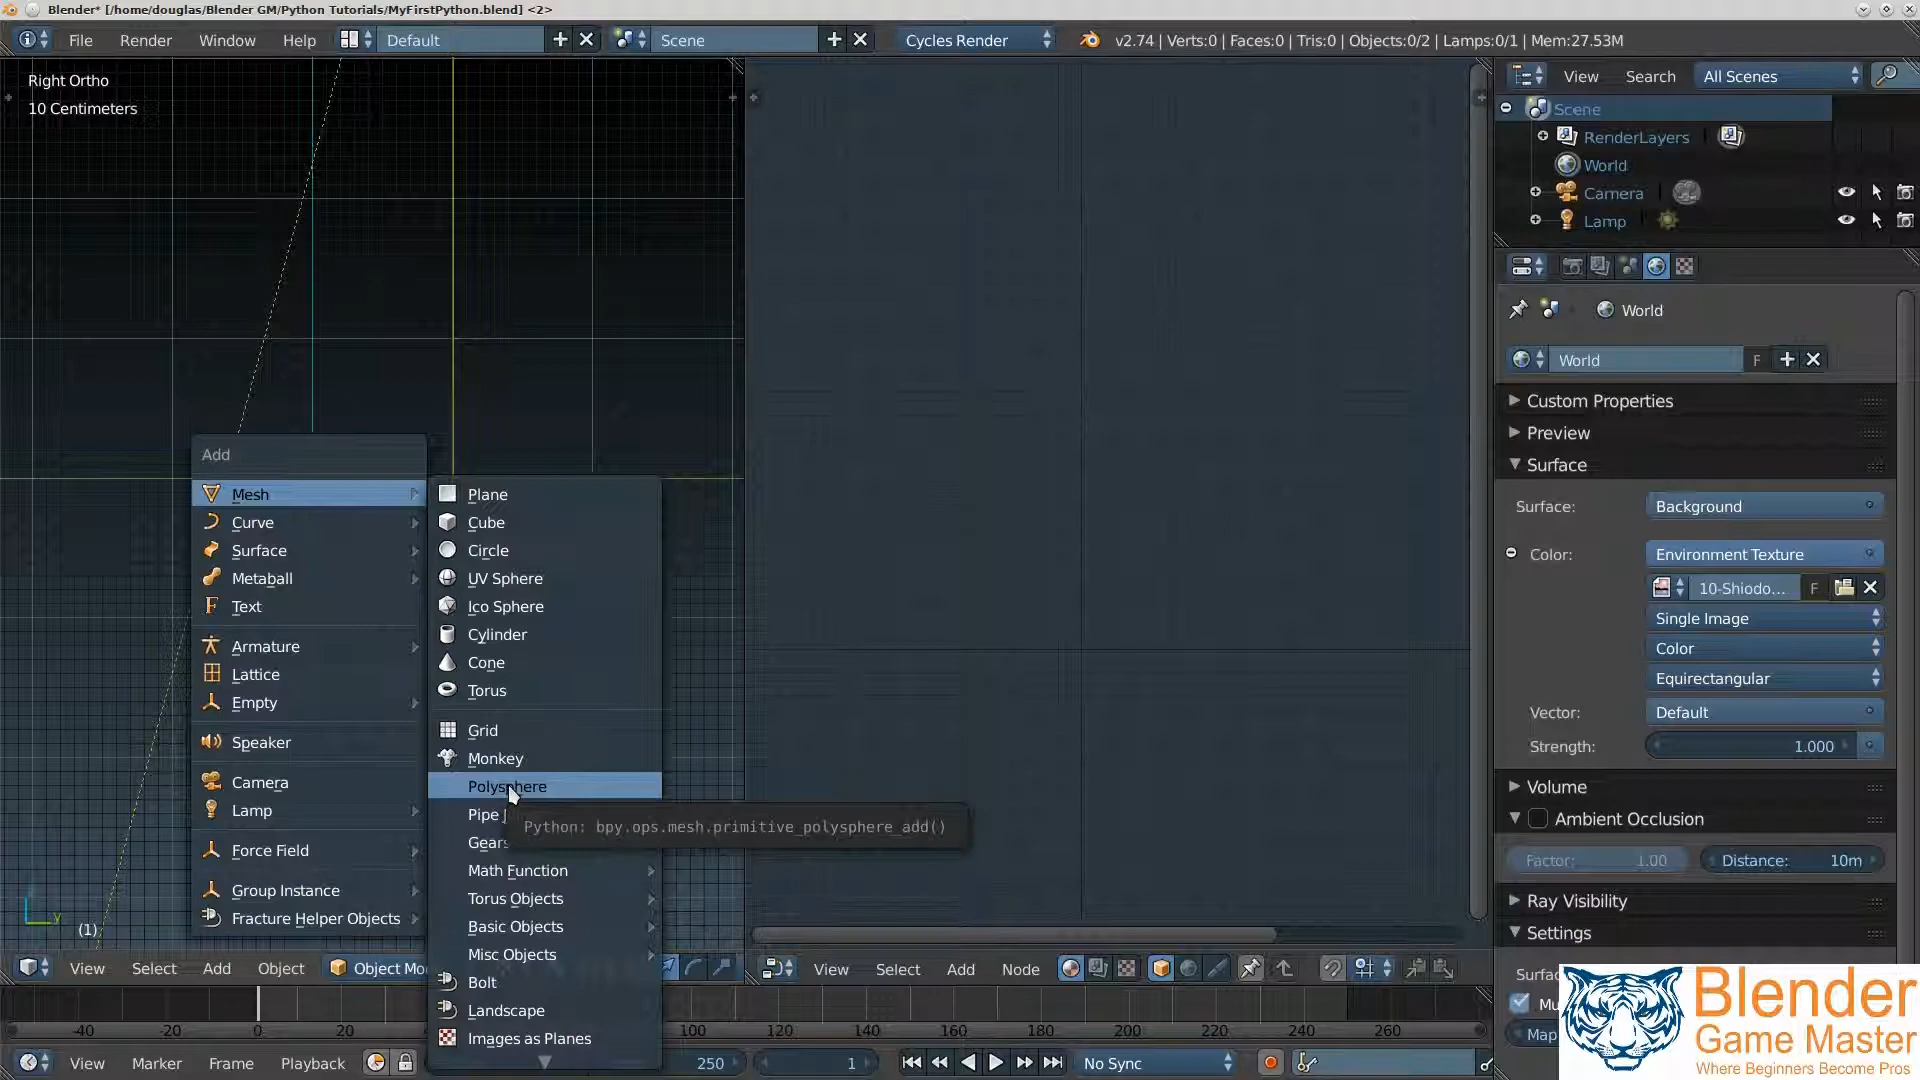 Blender* [/home/douglas/Blender GM/Python Tutorials/MyFirstPython.blend] <2>
File Render Window Help Default Scene Cycles Render v2.74 | Verts:0 | Faces:0 | Tris:0 | Objects:0/2 | Lamps:0/1 | Mem:27.53M
Right Ortho
10 Centimeters
Add
Mesh
Curve
Surface
Metaball
Text
Armature
Lattice
Empty
Speaker
Camera
Lamp
Force Field
Group Instance
Fracture Helper Objects
Plane
Cube
Circle
UV Sphere
Ico Sphere
Cylinder
Cone
Torus
Grid
Monkey
Polysphere
Pipe
Gears
Math Function
Torus Objects
Basic Objects
Misc Objects
Bolt
Landscape
Images as Planes
Python: bpy.ops.mesh.primitive_polysphere_add()
y
(1)
View Select Add Object Object Mo
View Select Add Node
-40 -20 0 20 100 120 140 160 180 200 220 240 260
View Marker Frame Playback 250 1 No Sync
View Search All Scenes
Scene
RenderLayers
World
Camera
Lamp
World
World F
Custom Properties
Preview
Surface
Surface: Background
Color: Environment Texture
10-Shiodo... F
Single Image
Color
Equirectangular
Vector: Default
Strength: 1.000
Volume
Ambient Occlusion
Factor: 1.00 Distance: 10m
Ray Visibility
Settings
Surfac
Mu
Map
Blender
Game Master
Where Beginners Become Pros